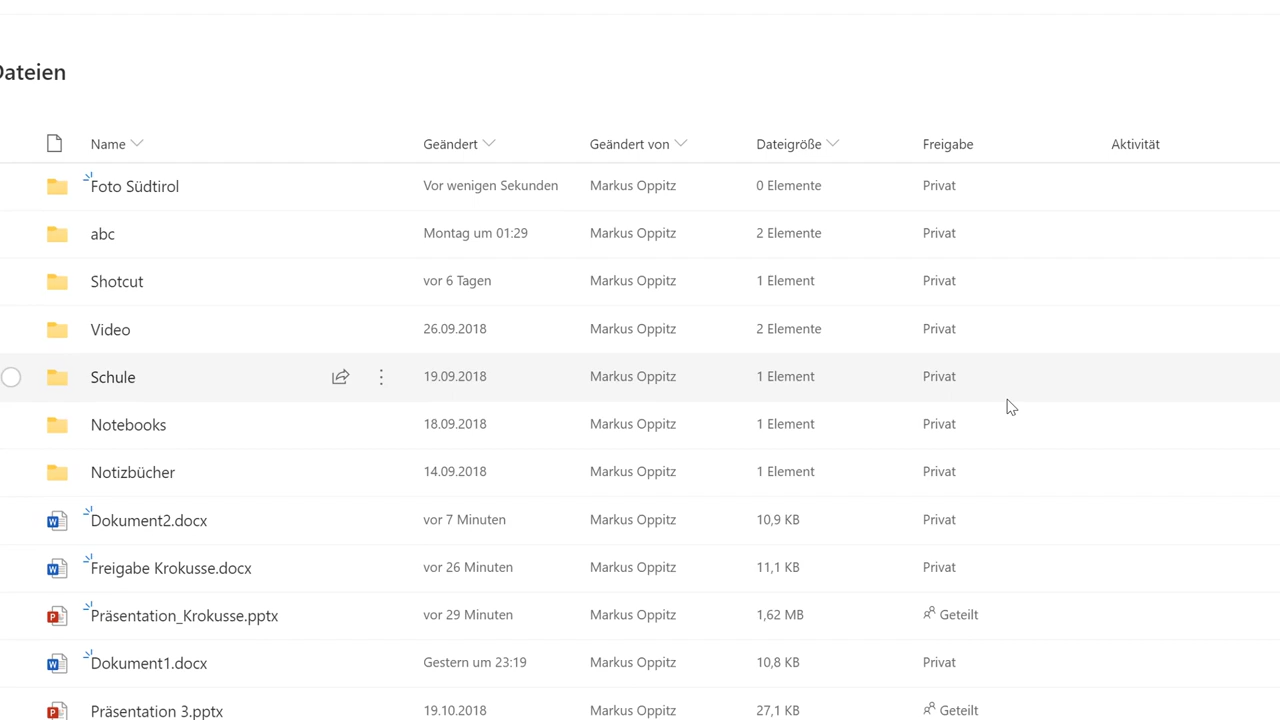 Dateien
Name Geändert Geändert von Dateigröße Freigabe Aktivität
Foto Südtirol Vor wenigen Sekunden Markus Oppitz 0 Elemente Privat
abc Montag um 01:29 Markus Oppitz 2 Elemente Privat
Shotcut vor 6 Tagen Markus Oppitz 1 Element Privat
Video 26.09.2018 Markus Oppitz 2 Elemente Privat
Schule 19.09.2018 Markus Oppitz 1 Element Privat
Notebooks 18.09.2018 Markus Oppitz 1 Element Privat
Notizbücher 14.09.2018 Markus Oppitz 1 Element Privat
Dokument2.docx vor 7 Minuten Markus Oppitz 10,9 KB Privat
Freigabe Krokusse.docx vor 26 Minuten Markus Oppitz 11,1 KB Privat
Präsentation_Krokusse.pptx vor 29 Minuten Markus Oppitz 1,62 MB Geteilt
Dokument1.docx Gestern um 23:19 Markus Oppitz 10,8 KB Privat
Präsentation 3.pptx 19.10.2018 Markus Oppitz 27,1 KB Geteilt